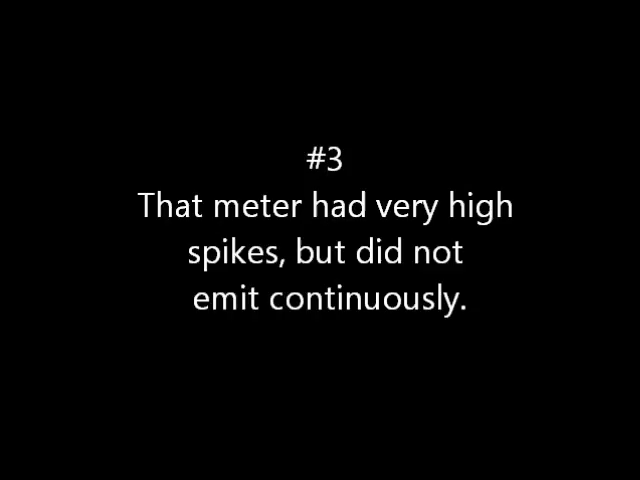 #3
That meter had very high
spikes, but did not
emit continuously.